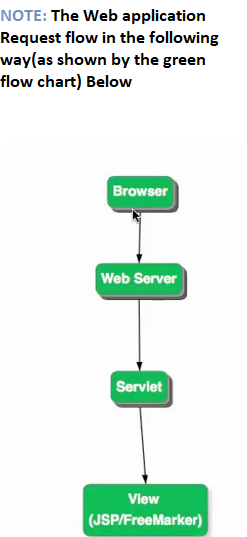 NOTE: The Web application
Request flow in the following
way(as shown by the green
flow chart) Below
Browser
Web Server
Servlet
View
(JSP/FreeMarker)